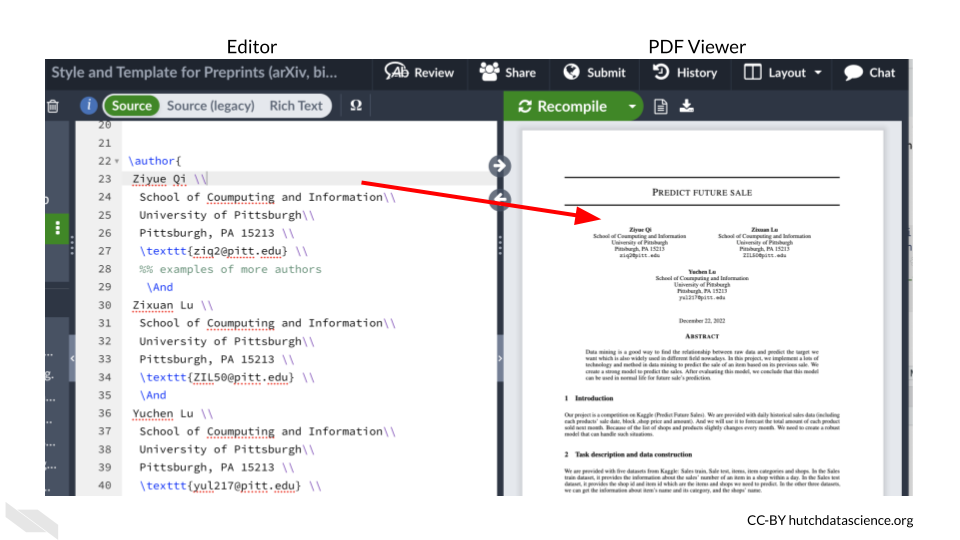 Editor
PDF Viewer
Style and Template for Preprints (arXiv, bi...
Review
Share
Submit
History
Layout
Chat
Source
Source (legacy)
Rich Text
Ω
Recompile
20
21
22 \author{
23 Ziyue Qi \\
24 School of Coumputing and Information\\
25 University of Pittsburgh\\
26 Pittsburgh, PA 15213 \\
27 \texttt{ziq2@pitt.edu} \\
28 %% examples of more authors
29 \And
30 Zixuan Lu \\
31 School of Coumputing and Information\\
32 University of Pittsburgh\\
33 Pittsburgh, PA 15213 \\
34 \texttt{ZIL50@pitt.edu} \\
35 \And
36 Yuchen Lu \\
37 School of Coumputing and Information\\
38 University of Pittsburgh\\
39 Pittsburgh, PA 15213 \\
40 \texttt{yul217@pitt.edu} \\
PREDICT FUTURE SALE
Ziyue Qi
School of Coumputing and Information
University of Pittsburgh
Pittsburgh, PA 15213
ziq2@pitt.edu
Zixuan Lu
School of Coumputing and Information
University of Pittsburgh
Pittsburgh, PA 15213
ZIL50@pitt.edu
Yuchen Lu
School of Coumputing and Information
University of Pittsburgh
Pittsburgh, PA 15213
yul217@pitt.edu
December 22, 2022
ABSTRACT
Data mining is a good way to find the relationship between raw data and predict the target we
want which is also widely used in different field nowadays. In this project, we implement a lots of
technology and method in data mining to predict the sale of an item based on its previous sale. We
create a strong model to predict the sales. After evaluating this model, we conclude that this model
can be used in normal life for future sale's prediction.
1 Introduction
Our project is a competition on Kaggle (Predict Future Sales). We are provided with daily historical sales data (including
each products' sale date, block ,shop price and amount). And we will use it to forecast the total amount of each product
sold next month. Because of the list of shops and products slightly changes every month. We need to create a robust
model that can handle such situations.
2 Task description and data construction
We are provided with five datasets from Kaggle: Sales train, Sale test, items, item categories and shops. In the Sales
train dataset, it provides the information about the sales' number of an item in a shop within a day. In the Sales test
dataset, it provides the shop id and item id which are the items and shops we need to predict. In the other three datasets,
we can get the information about item's name and its category, and the shops' name.
CC-BY hutchdatascience.org